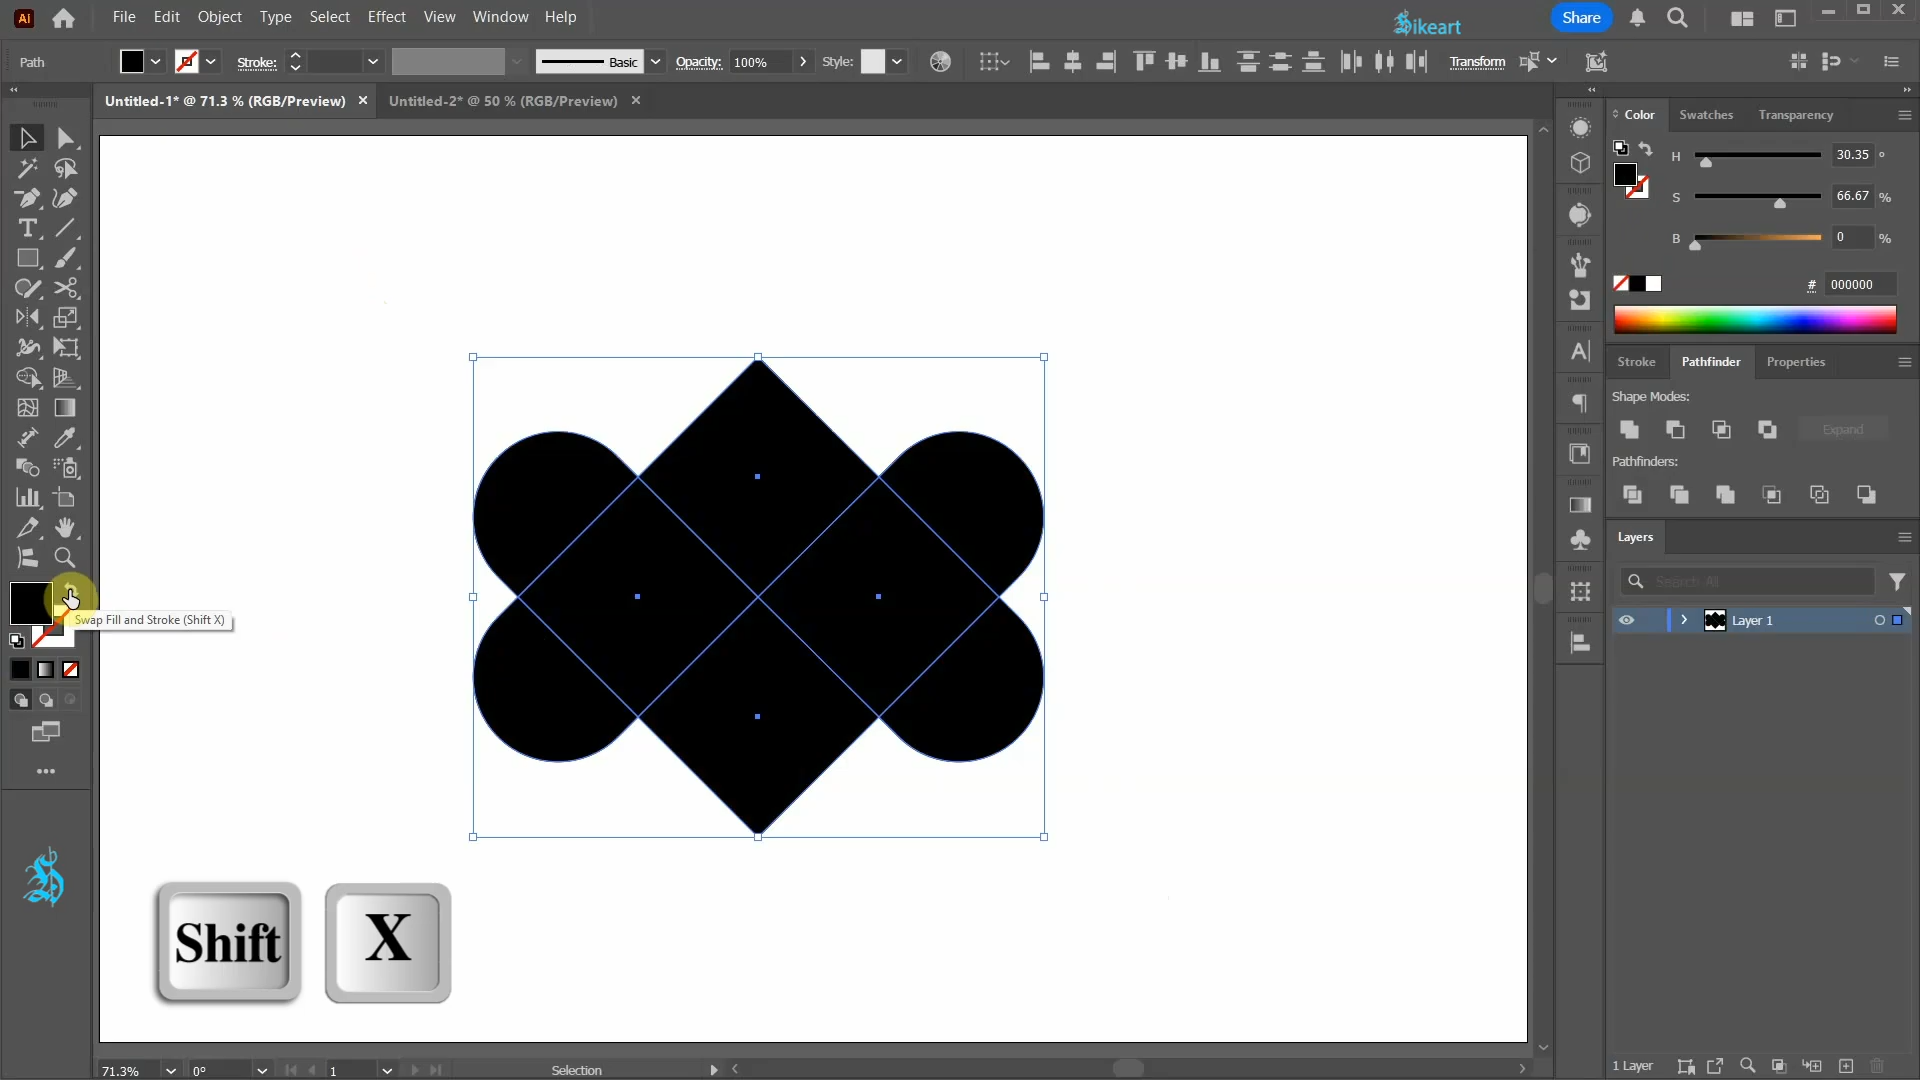 Ai File Edit Object Type Select Effect View Window Help
Sikeart
Share
Path
Stroke:
Basic
Opacity: 100%
Style:
Transform
Untitled-1* @ 71.3 % (RGB/Preview) ×
Untitled-2* @ 50 % (RGB/Preview) ×
Color Swatches Transparency
H 30.35 °
S 66.67 %
B 0 %
# 000000
Stroke Pathfinder Properties
Shape Modes:
Expand
Pathfinders:
Layers
Search All
Layer 1
Swap Fill and Stroke (Shift X)
Shift X
71.3% 0° 1 Selection
1 Layer